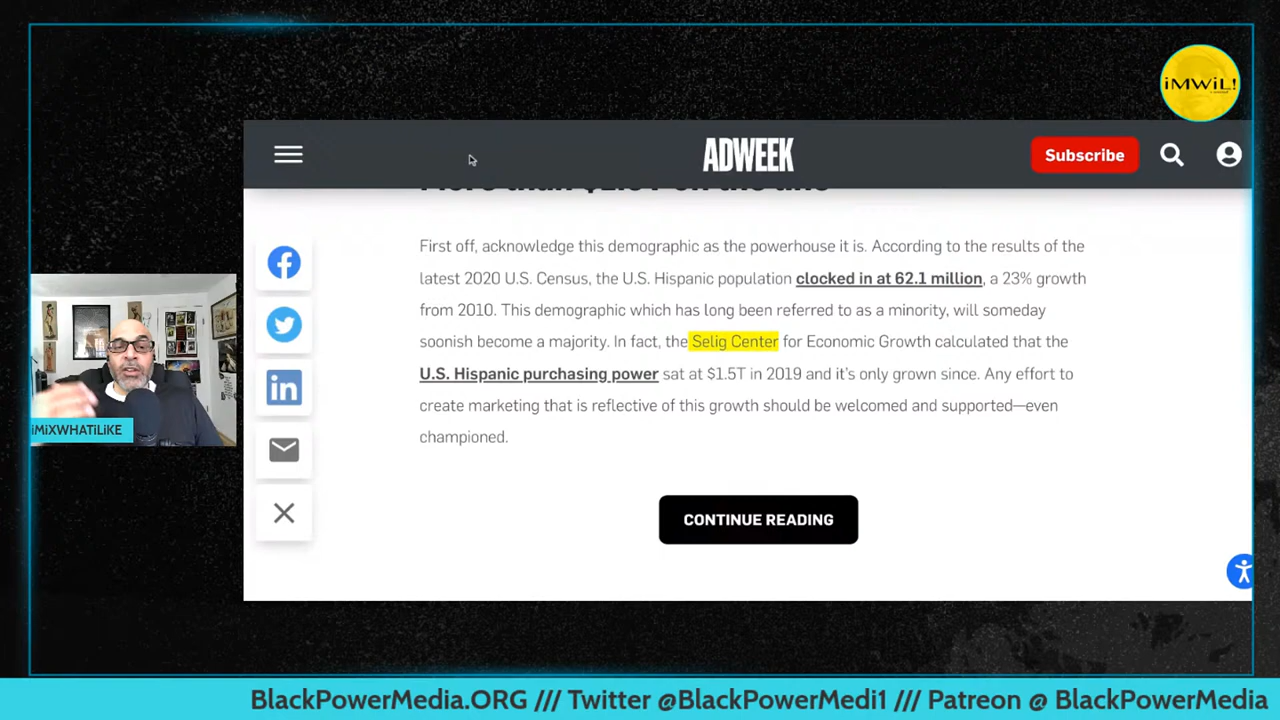 iMWiL!
ADWEEK
Subscribe
First off, acknowledge this demographic as the powerhouse it is. According to the results of the
latest 2020 U.S. Census, the U.S. Hispanic population clocked in at 62.1 million, a 23% growth
from 2010. This demographic which has long been referred to as a minority, will someday
soonish become a majority. In fact, the Selig Center for Economic Growth calculated that the
U.S. Hispanic purchasing power sat at $1.5T in 2019 and it's only grown since. Any effort to
create marketing that is reflective of this growth should be welcomed and supported—even
championed.
CONTINUE READING
iMiXWHATiLiKE
BlackPowerMedia.ORG /// Twitter @BlackPowerMedi1 /// Patreon @ BlackPowerMedia